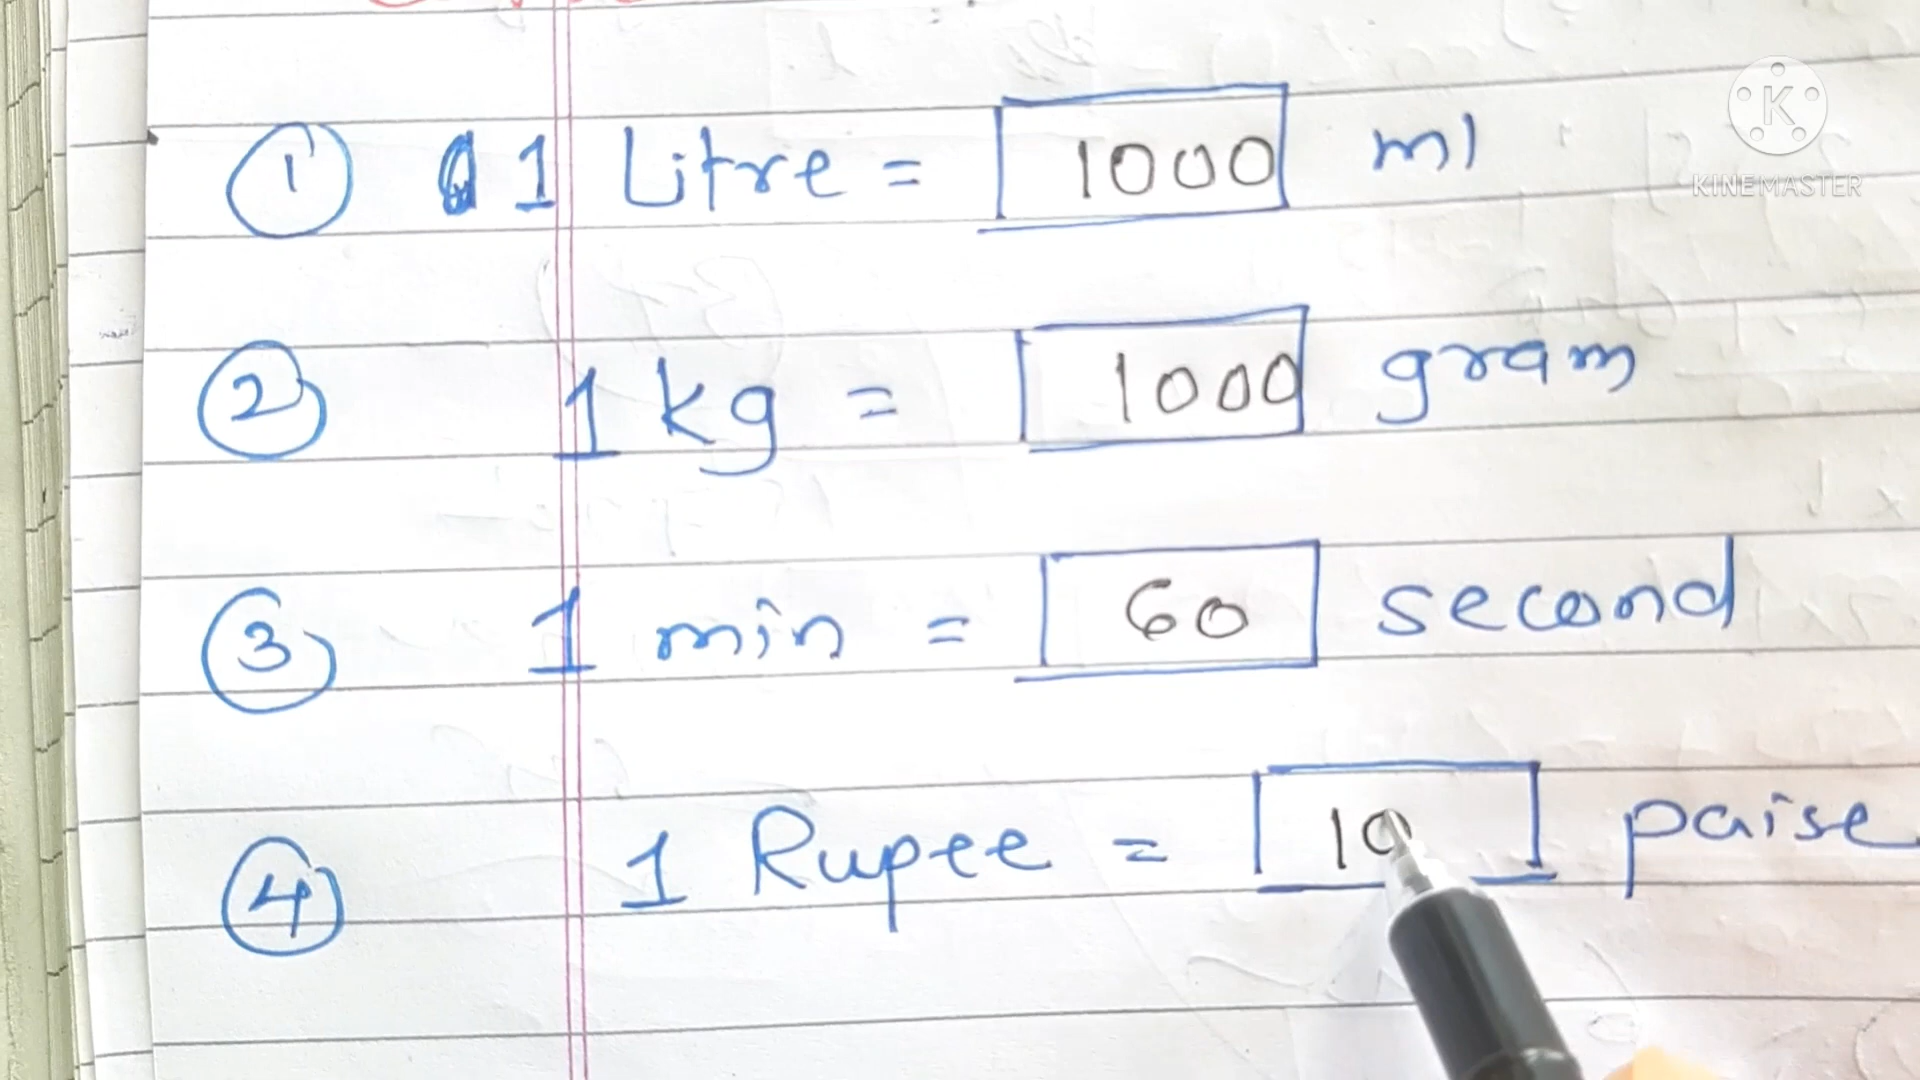 ① 1 Litre = 1000 ml
K
KINEMASTER
② 1 kg = 1000 gram
③ 1 min = 60 second
④ 1 Rupee = 10 paise